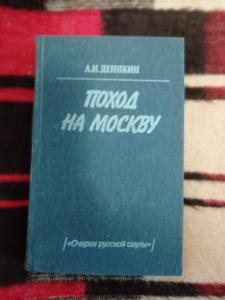 А.И. ДЕНИКИН
ПОХОД
НА МОСКВУ
/«Очерки русской смуты»/